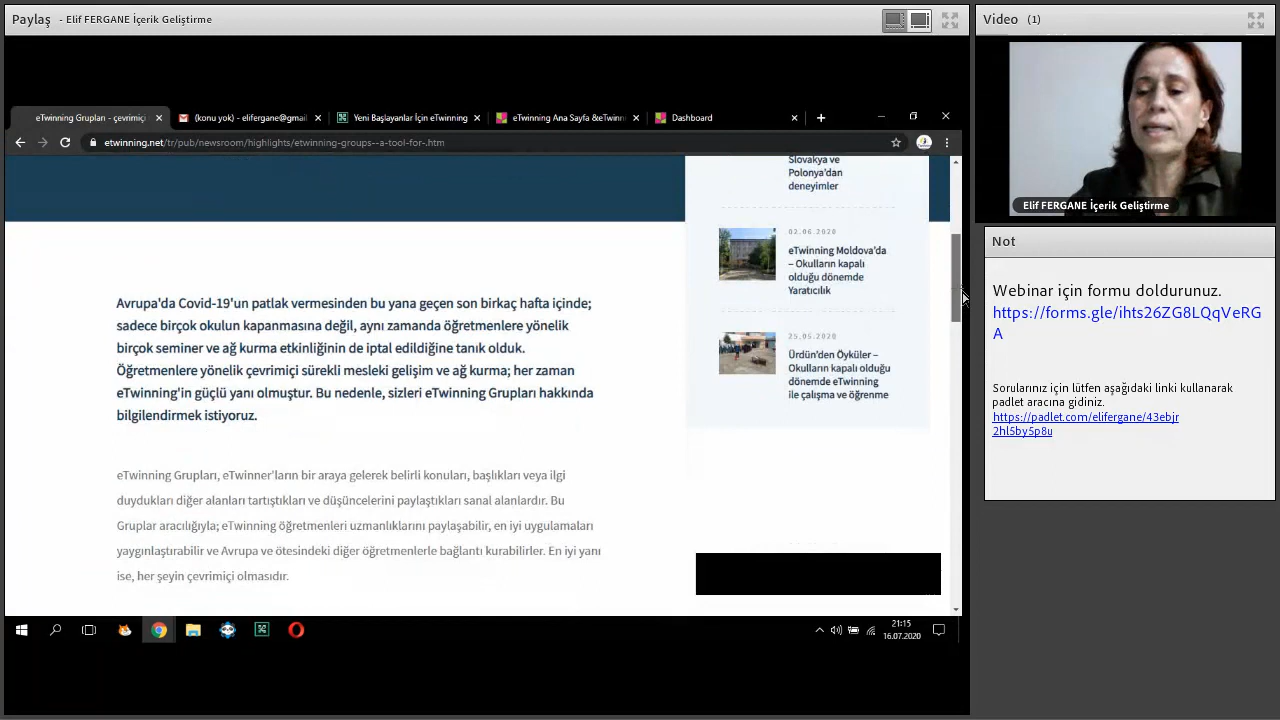 Paylaş - Elif FERGANE İçerik Geliştirme
eTwinning Grupları - çevrimiçi
(konu yok) - elifergane@gmail
Yeni Başlayanlar İçin eTwinning
eTwinning Ana Sayfa &eTwinn
Dashboard
etwinning.net/tr/pub/newsroom/highlights/etwinning-groups--a-tool-for-.htm
Avrupa'da Covid-19'un patlak vermesinden bu yana geçen son birkaç hafta içinde;
sadece birçok okulun kapanmasına değil, aynı zamanda öğretmenlere yönelik
birçok seminer ve ağ kurma etkinliğinin de iptal edildiğine tanık olduk.
Öğretmenlere yönelik çevrimiçi sürekli mesleki gelişim ve ağ kurma; her zaman
eTwinning'in güçlü yanı olmuştur. Bu nedenle, sizleri eTwinning Grupları hakkında
bilgilendirmek istiyoruz.
eTwinning Grupları, eTwinner'ların bir araya gelerek belirli konuları, başlıkları veya ilgi
duydukları diğer alanları tartıştıkları ve düşüncelerini paylaştıkları sanal alanlardır. Bu
Gruplar aracılığıyla; eTwinning öğretmenleri uzmanlıklarını paylaşabilir, en iyi uygulamaları
yaygınlaştırabilir ve Avrupa ve ötesindeki diğer öğretmenlerle bağlantı kurabilirler. En iyi yanı
ise, her şeyin çevrimiçi olmasıdır.
Slovakya ve
Polonya'dan
deneyimler
02.06.2020
eTwinning Moldova'da
– Okulların kapalı
olduğu dönemde
Yaratıcılık
25.05.2020
Ürdün'den Öyküler –
Okulların kapalı olduğu
dönemde eTwinning
ile çalışma ve öğrenme
21:15
16.07.2020
Video (1)
Elif FERGANE İçerik Geliştirme
Not
Webinar için formu doldurunuz.
https://forms.gle/ihts26ZG8LQqVeRG
A
Sorularınız için lütfen aşağıdaki linki kullanarak
padlet aracına gidiniz.
https://padlet.com/elifergane/43ebjr
2hl5by5p8u